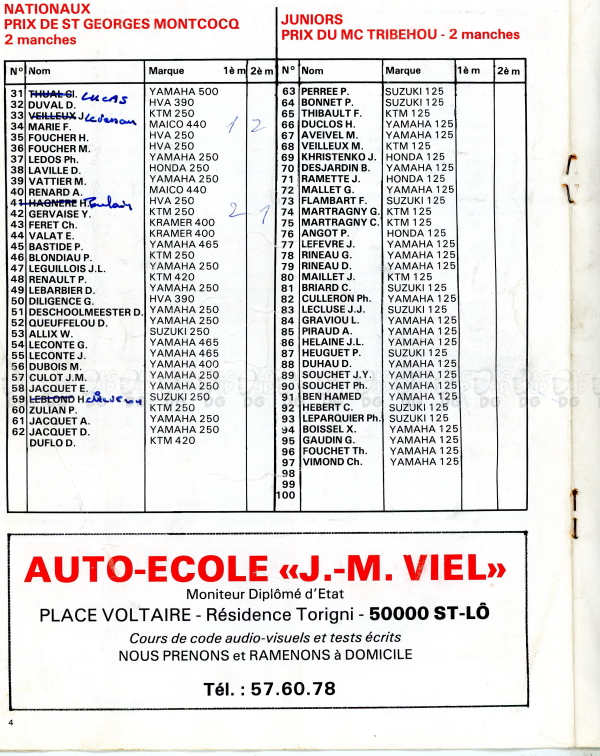 NATIONAUX
PRIX DE ST GEORGES MONTCOCQ
2 manches
N° Nom Marque 1è m 2è m
31 THUAL Gl. LUCAS YAMAHA 500
32 DUVAL D. HVA 390
33 VEILLEUX J. KTM 250
34 MARIE F. MAICO 440 1 2
35 FOUCHER H. HVA 250
36 FOUCHER M. HVA 250
37 LEDOS Ph. YAMAHA 250
38 LAVILLE D. HONDA 250
39 VATTIER M. YAMAHA 250
40 RENARD A. MAICO 440
41 HAGNERE H. HVA 250
42 GERVAISE Y. KTM 250 2 1
43 FERET Ch. KRAMER 400
44 VALAT E. KRAMER 400
45 BASTIDE P. YAMAHA 465
46 BLONDIAU P. KTM 250
47 LEGUILLOIS J.L. YAMAHA 250
48 RENAULT P. KTM 420
49 LEBARBIER D. YAMAHA 250
50 DILIGENCE G. HVA 390
51 DESCHOOLMEESTER D. YAMAHA 250
52 QUEUFFELOU D. YAMAHA 250
53 ALLIX W. SUZUKI 250
54 LECONTE G. YAMAHA 465
55 LECONTE J. YAMAHA 465
56 DUBOIS M. YAMAHA 400
57 CULOT J.M. YAMAHA 250
58 JACQUET E. YAMAHA 250
59 LEBLOND H. SUZUKI 250
60 ZULIAN P. KTM 250
61 JACQUET A. YAMAHA 250
62 JACQUET D. YAMAHA 250
DUFLO D. KTM 420
JUNIORS
PRIX DU MC TRIBEHOU - 2 manches
N° Nom Marque 1è m 2è m
63 PERREE P. SUZUKI 125
64 BONNET P. SUZUKI 125
65 THIBAULT F. KTM 125
66 DUCLOS H. YAMAHA 125
67 AVEIVEL M. YAMAHA 125
68 VEILLEUX M. KTM 125
69 KHRISTENKO J. HONDA 125
70 DESJARDIN B. YAMAHA 125
71 RAMETTE J. HONDA 125
72 MALLET G. YAMAHA 125
73 FLAMBART F. SUZUKI 125
74 MARTRAGNY G. KTM 125
75 MARTRAGNY C. KTM 125
76 ANGOT P. HONDA 125
77 LEFEVRE J. YAMAHA 125
78 RINEAU G. YAMAHA 125
79 RINEAU D. YAMAHA 125
80 MAILLET J. KTM 125
81 BRIARD C. SUZUKI 125
82 CULLERON Ph. YAMAHA 125
83 LECLUSE J.J. SUZUKI 125
84 GRAVIOU L. YAMAHA 125
85 PIRAUD A. YAMAHA 125
86 HELAINE J.L. YAMAHA 125
87 HEUGUET P. SUZUKI 125
88 DUHAU D. YAMAHA 125
89 SOUCHET J.Y. YAMAHA 125
90 SOUCHET Ph. YAMAHA 125
91 BEN HAMED YAMAHA 125
92 HEBERT C. SUZUKI 125
93 LEPARQUIER Ph. SUZUKI 125
94 BOISSEL X. YAMAHA 125
95 GAUDIN G. YAMAHA 125
96 FOUCHET Th. YAMAHA 125
97 VIMOND Ch. YAMAHA 125
98
99
100
AUTO-ECOLE «J.-M. VIEL»
Moniteur Diplômé d'Etat
PLACE VOLTAIRE - Résidence Torigni - 50000 ST-LÔ
Cours de code audio-visuels et tests écrits
NOUS PRENONS et RAMENONS à DOMICILE
Tél. : 57.60.78
4